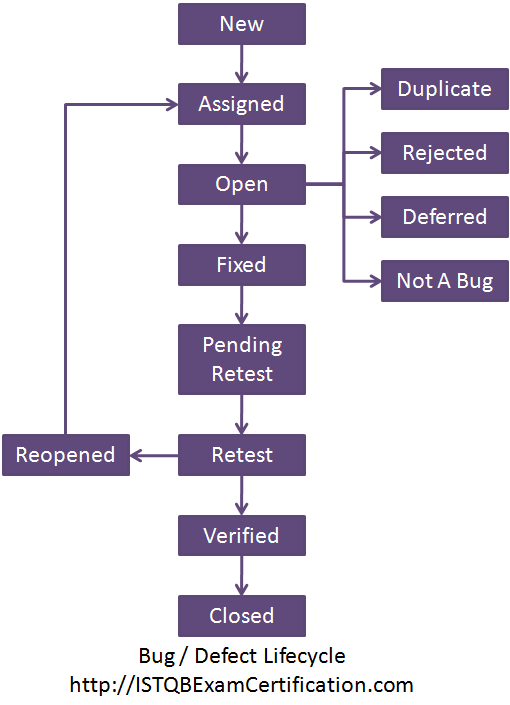 New
Assigned
Duplicate
Rejected
Open
Deferred
Fixed
Not A Bug
Pending
Retest
Reopened
Retest
Verified
Closed
Bug / Defect Lifecycle
http://ISTQBExamCertification.com